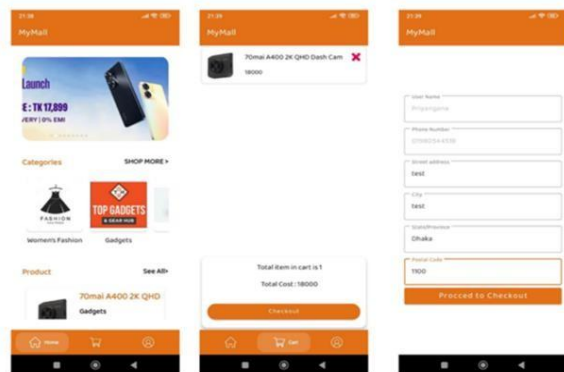 21:38
MyMall
Launch
E : TK 17,899
VERY | 0% EMI
Categories
SHOP MORE >
FASHION
TOP GADGETS
& GEAR HUB
Women's Fashion
Gadgets
Product
See All>
70mai A400 2K QHD
Gadgets
Home
21:39
MyMall
70mai A400 2K QHD Dash Cam
18000
Total item in cart is 1
Total Cost : 18000
Checkout
Cart
21:39
MyMall
User Name
Phone Number
Street address
test
City
test
State/Province
Dhaka
Postal Code
1100
Procced to Checkout